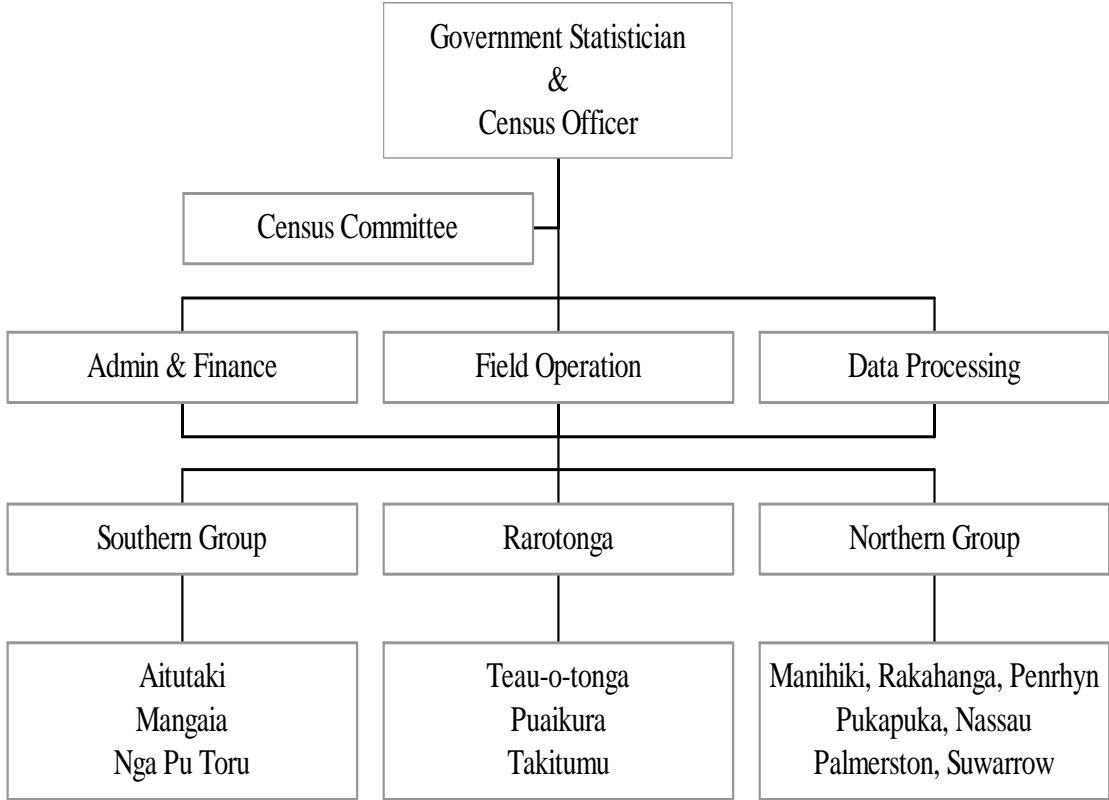 Government Statistician
&
Census Officer
Census Committee
Admin & Finance
Field Operation
Data Processing
Southern Group
Rarotonga
Northern Group
Aitutaki
Mangaia
Nga Pu Toru
Teau-o-tonga
Puaikura
Takitumu
Manihiki, Rakahanga, Penrhyn
Pukapuka, Nassau
Palmerston, Suwarrow